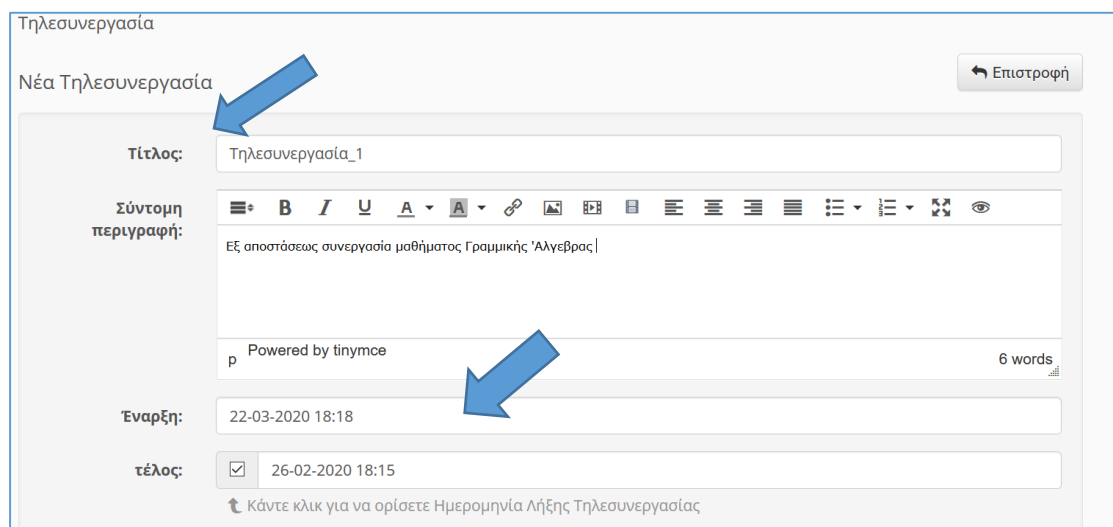 Τηλεσυνεργασία
Νέα Τηλεσυνεργασία
Επιστροφή
Τίτλος:
Τηλεσυνεργασία_1
Σύντομη
περιγραφή:
B I U A A
Εξ αποστάσεως συνεργασία μαθήματος Γραμμικής 'Αλγεβρας
p Powered by tinymce 6 words
Έναρξη:
22-03-2020 18:18
τέλος:
26-02-2020 18:15
Κάντε κλικ για να ορίσετε Ημερομηνία Λήξης Τηλεσυνεργασίας